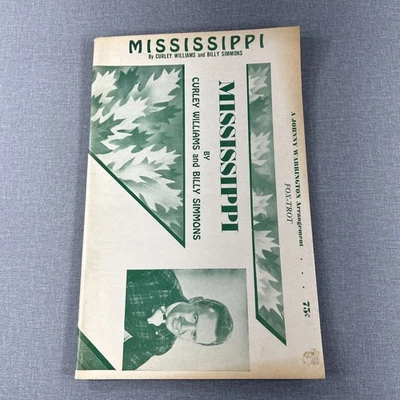 MISSISSIPPI
By CURLEY WILLIAMS and BILLY SIMMONS
A JOHNNY WARRINGTON Arrangement . . . . 75¢
FOX-TROT
MISSISSIPPI
BY
CURLEY WILLIAMS and BILLY SIMMONS